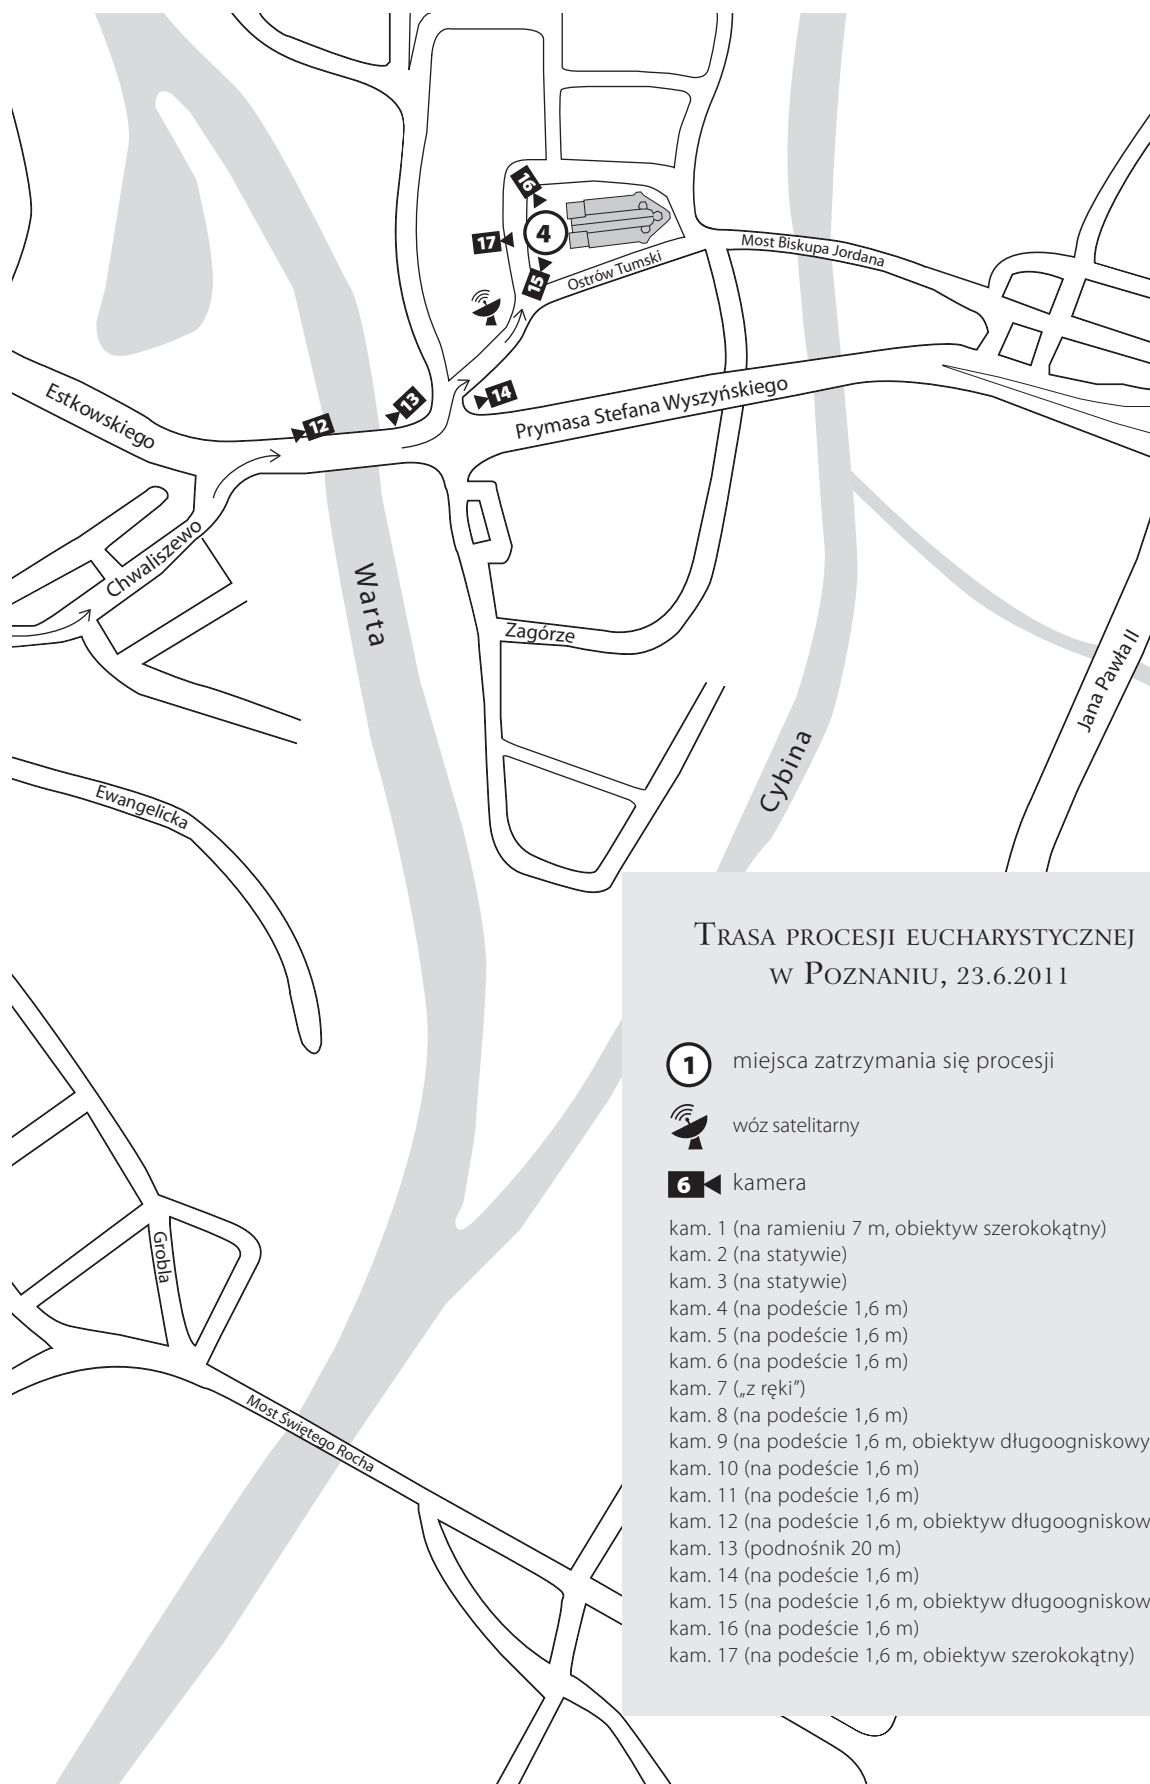 16
4
17
Most Biskupa Jordana
Ostrów Tumski
15
14
13
12
Estkowskiego
Prymasa Stefana Wyszyńskiego
Chwaliszewo
Warta
Zagórze
Jana Pawła II
Cybina
Ewangelicka
Grobla
Most Świętego Rocha
Trasa procesji eucharystycznej
w Poznaniu, 23.6.2011
1 miejsca zatrzymania się procesji
wóz satelitarny
6 kamera
kam. 1 (na ramieniu 7 m, obiektyw szerokokątny)
kam. 2 (na statywie)
kam. 3 (na statywie)
kam. 4 (na podeście 1,6 m)
kam. 5 (na podeście 1,6 m)
kam. 6 (na podeście 1,6 m)
kam. 7 („z ręki”)
kam. 8 (na podeście 1,6 m)
kam. 9 (na podeście 1,6 m, obiektyw długoogniskowy
kam. 10 (na podeście 1,6 m)
kam. 11 (na podeście 1,6 m)
kam. 12 (na podeście 1,6 m, obiektyw długoogniskow
kam. 13 (podnośnik 20 m)
kam. 14 (na podeście 1,6 m)
kam. 15 (na podeście 1,6 m, obiektyw długoogniskow
kam. 16 (na podeście 1,6 m)
kam. 17 (na podeście 1,6 m, obiektyw szerokokątny)